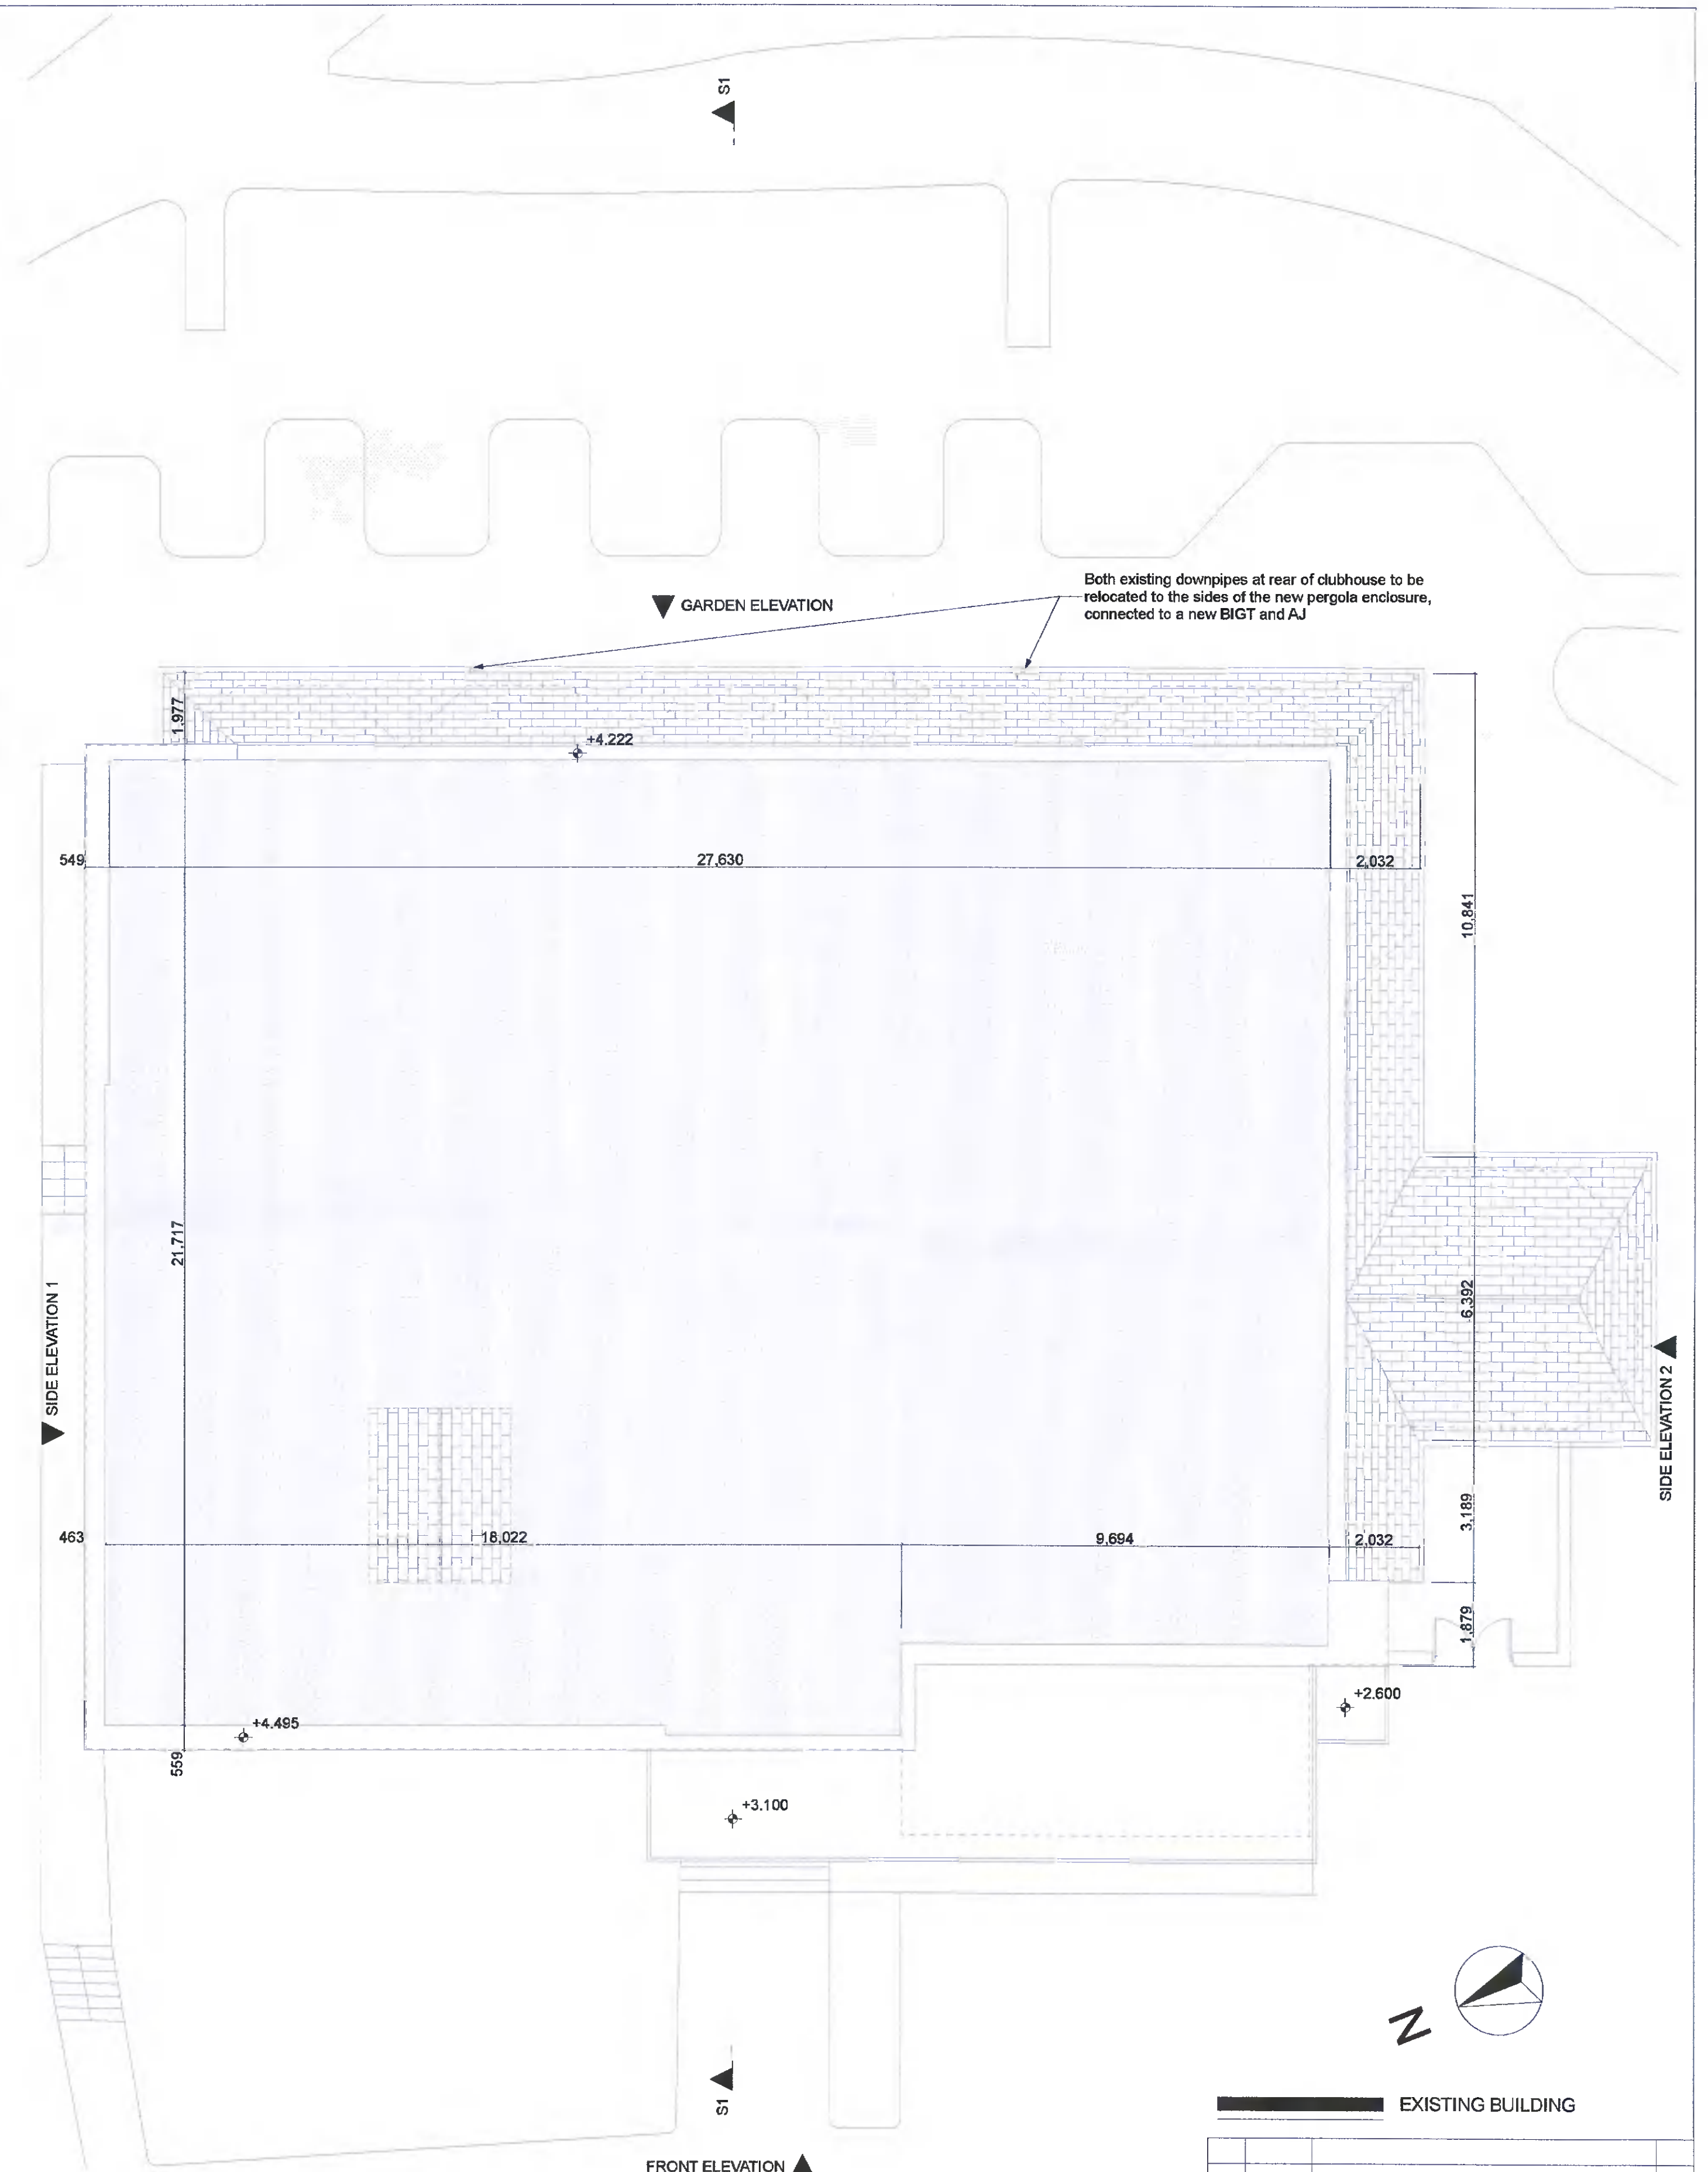 S1
Both existing downpipes at rear of clubhouse to be
relocated to the sides of the new pergola enclosure,
connected to a new BIGT and AJ
GARDEN ELEVATION
1,977
+4.222
549
27,630
2,032
10,841
21,717
SIDE ELEVATION 1
6,392
SIDE ELEVATION 2
463
18,022
9,694
2,032
3,189
1,879
+2.600
+4.495
559
+3.100
N
S1
EXISTING BUILDING
FRONT ELEVATION